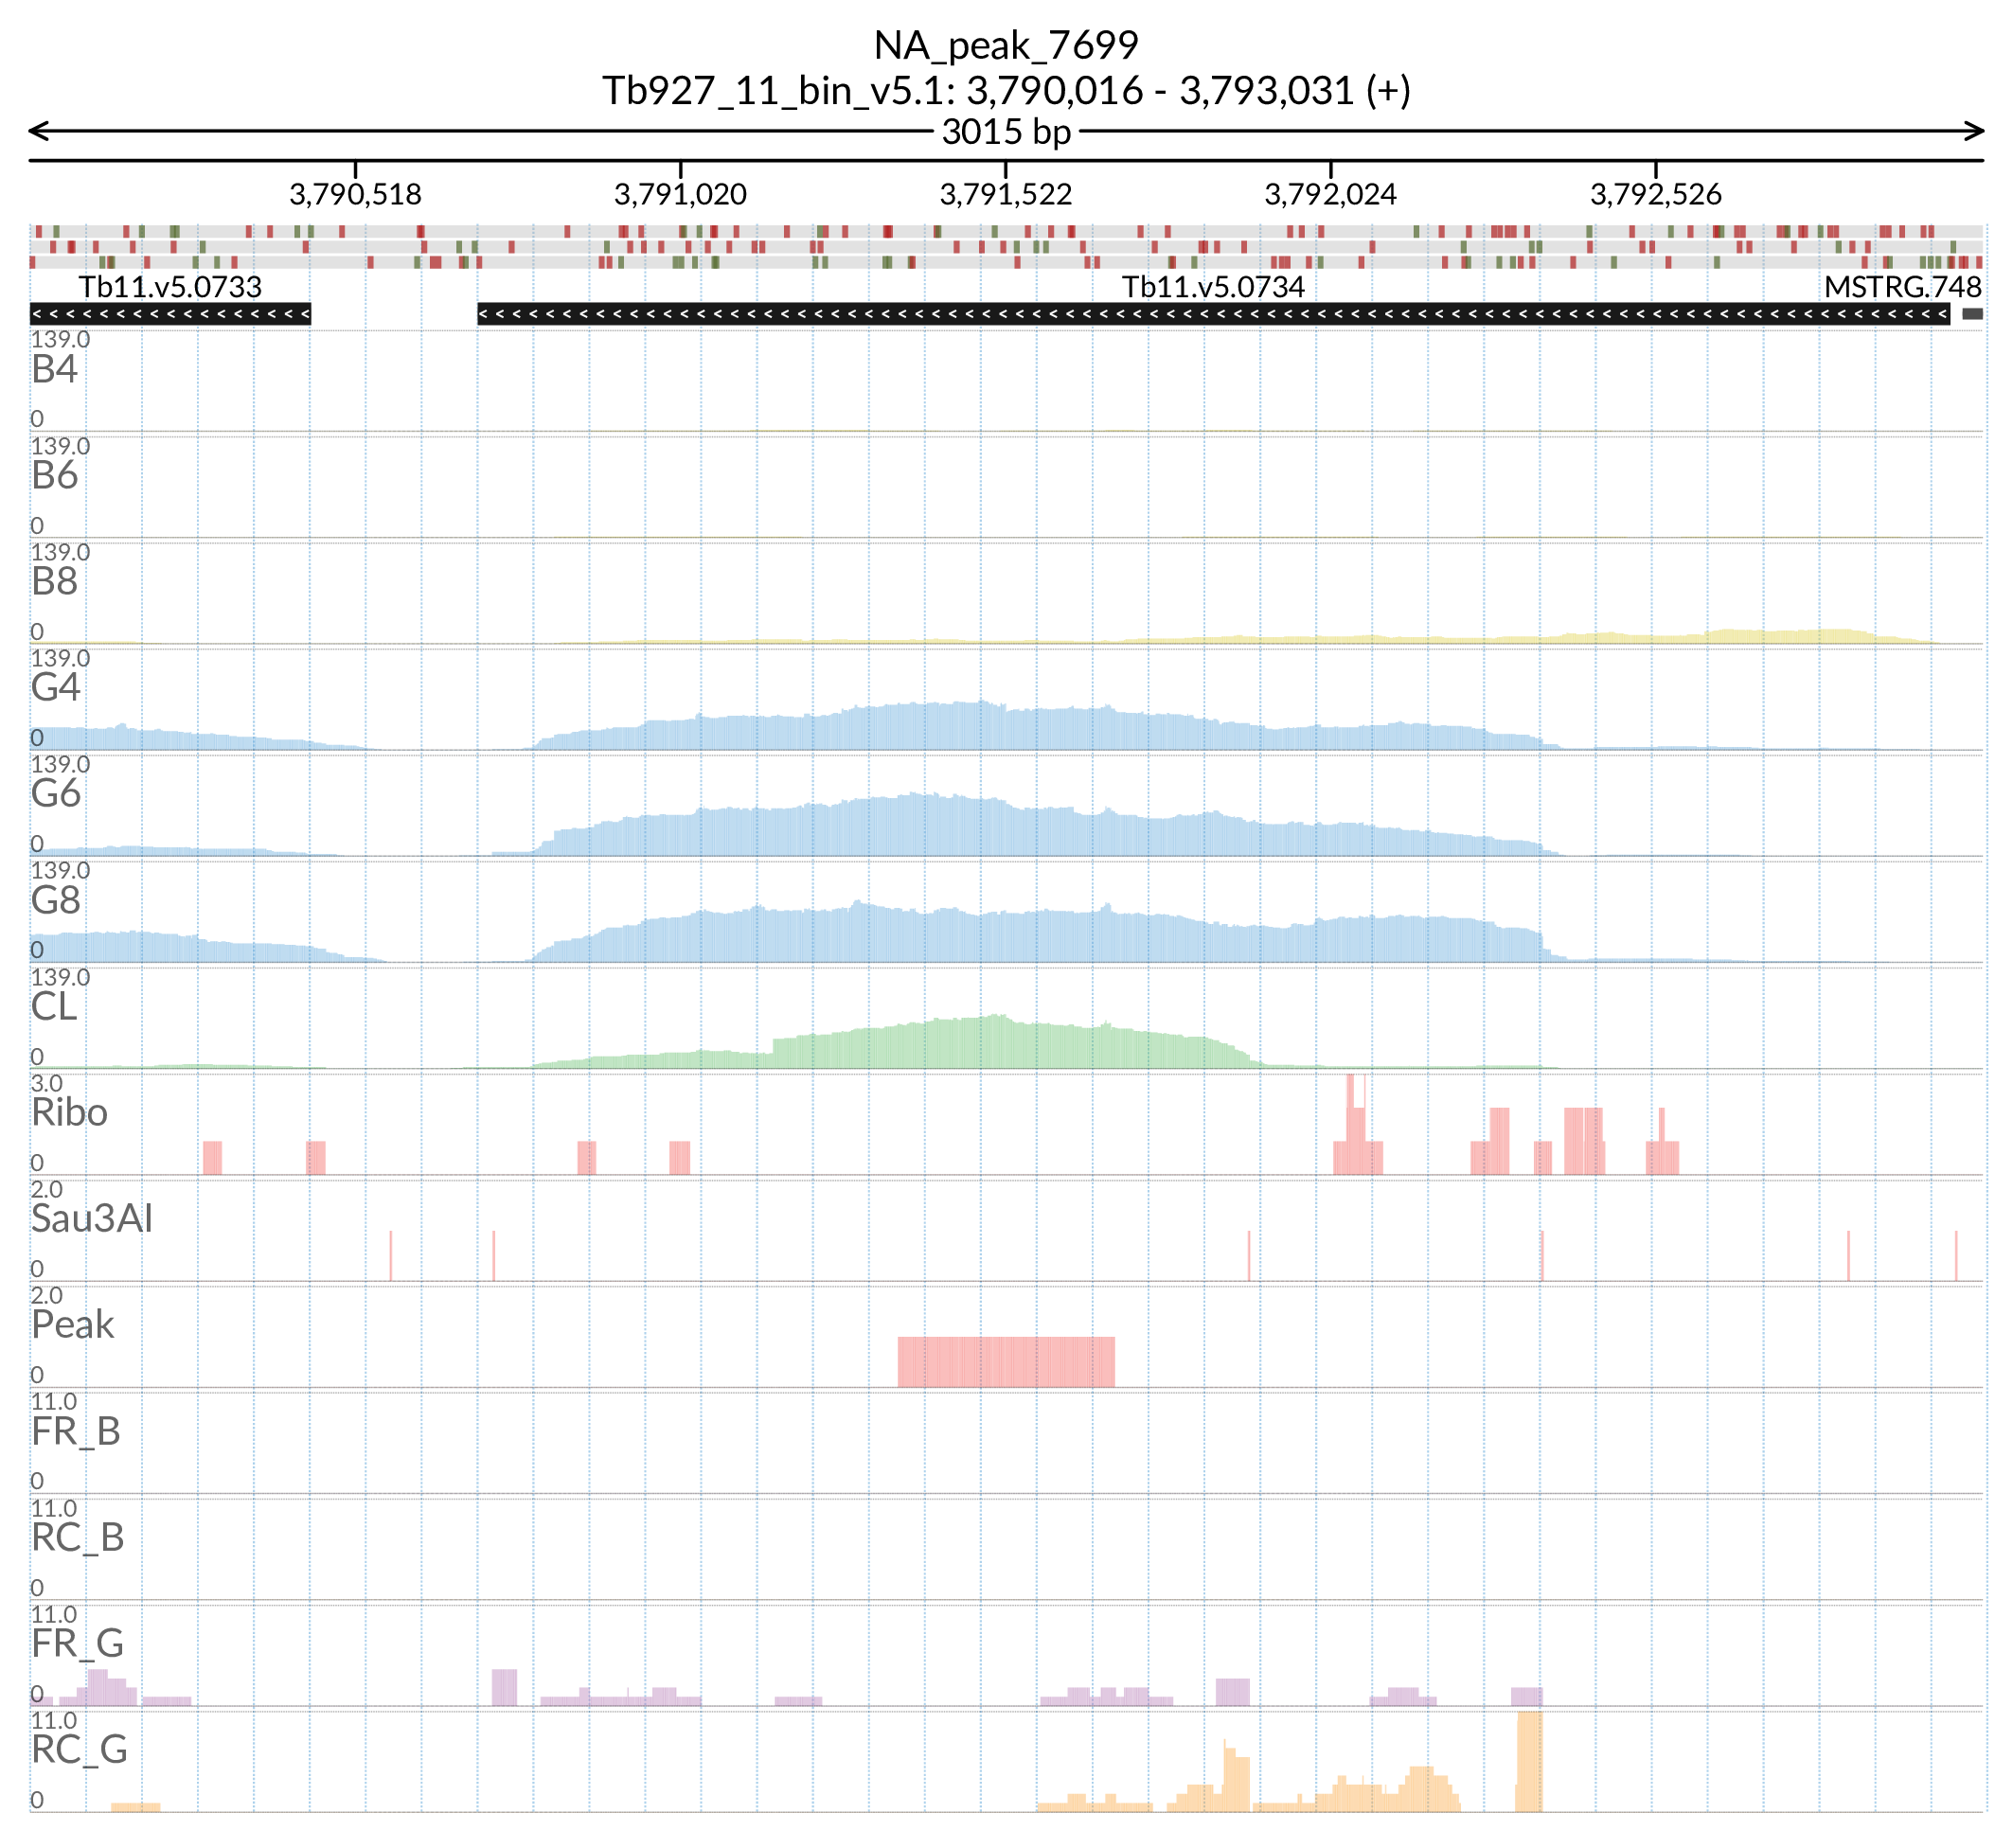 NA_peak_7699
Tb927_11_bin_v5.1: 3,790,016 - 3,793,031 (+)
3015 bp
3,790,518 3,791,020 3,791,522 3,792,024 3,792,526
Tb11.v5.0733 Tb11.v5.0734 MSTRG.748
139.0
B4
0
139.0
B6
0
139.0
B8
0
139.0
G4
0
139.0
G6
0
139.0
G8
0
139.0
CL
0
3.0
Ribo
0
2.0
Sau3AI
0
2.0
Peak
0
11.0
FR_B
0
11.0
RC_B
0
11.0
FR_G
0
11.0
RC_G
0